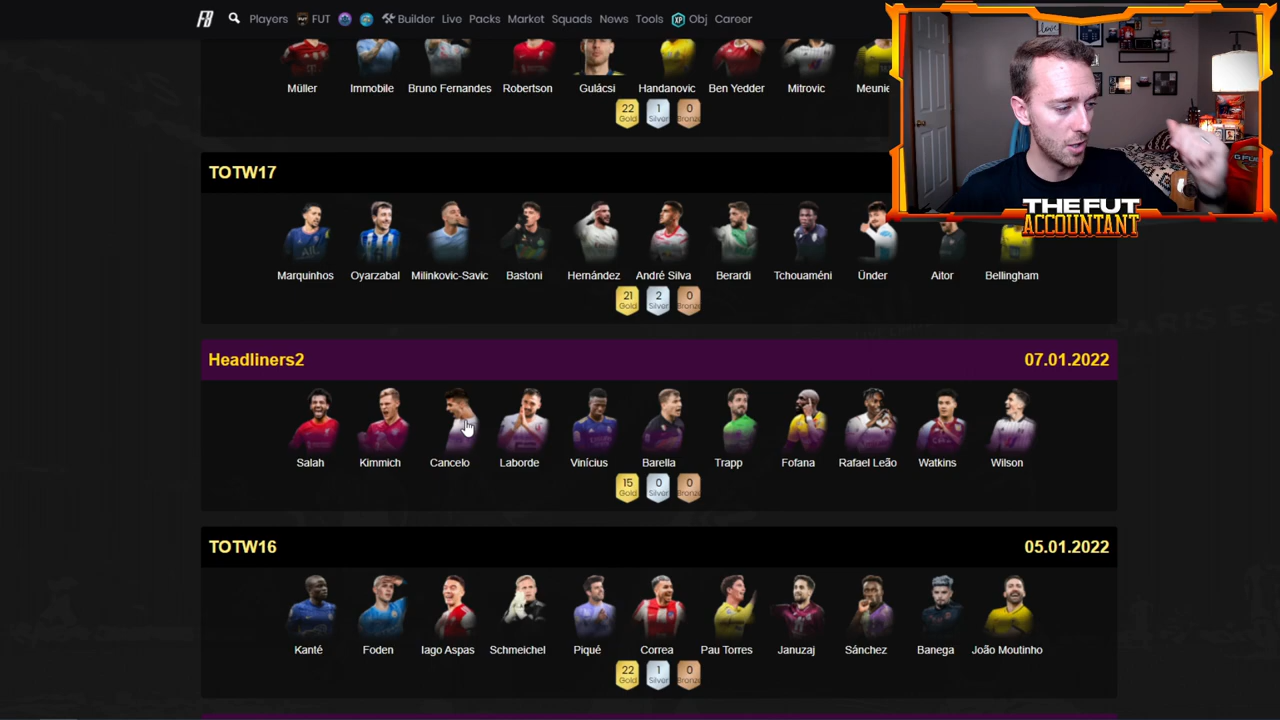 FB Players FUT Builder Live Packs Market Squads News Tools XP Obj Career
love
Müller Immobile Bruno Fernandes Robertson Gulácsi Handanovic Ben Yedder Mitrovic Meunie
22 Gold 1 Silver 0 Bronze
G FUEL
THE FUT
ACCOUNTANT
TOTW17
Marquinhos Oyarzabal Milinkovic-Savic Bastoni Hernández André Silva Berardi Tchouaméni Ünder Aitor Bellingham
21 Gold 2 Silver 0 Bronze
Headliners2 07.01.2022
Salah Kimmich Cancelo Laborde Vinícius Barella Trapp Fofana Rafael Leão Watkins Wilson
15 Gold 0 Silver 0 Bronze
TOTW16 05.01.2022
Kanté Foden Iago Aspas Schmeichel Piqué Correa Pau Torres Januzaj Sánchez Banega João Moutinho
22 Gold 1 Silver 0 Bronze